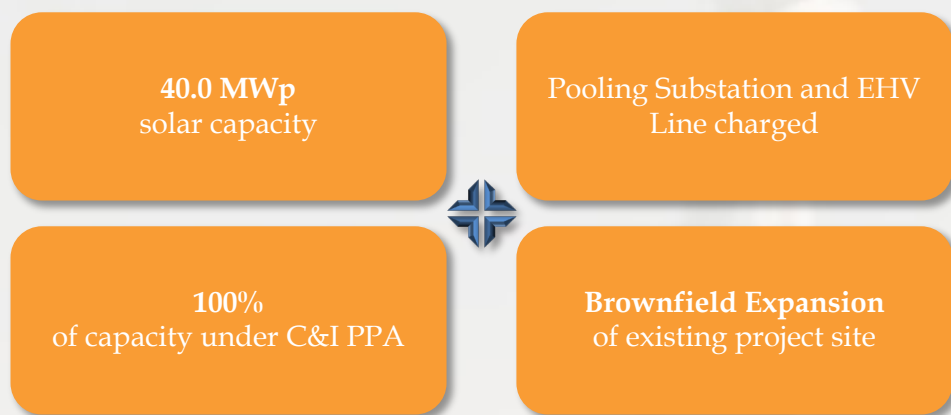 40.0 MWp
solar capacity
Pooling Substation and EHV
Line charged
100%
of capacity under C&I PPA
Brownfield Expansion
of existing project site